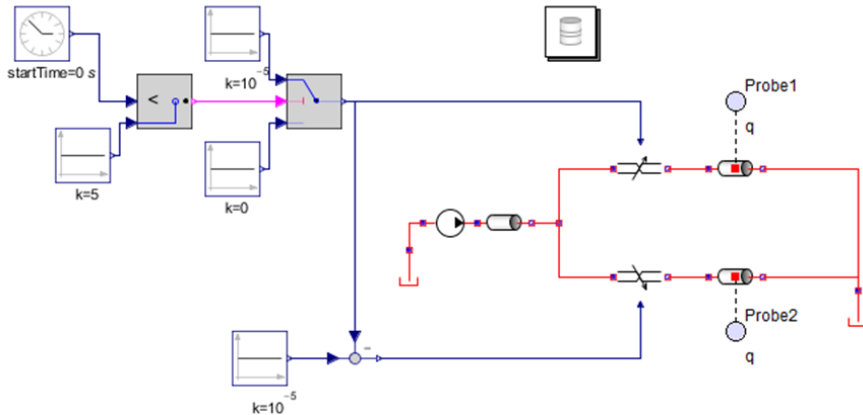 startTime=0 s
k=10⁻⁵
<
k=5
k=0
Probe1
q
Probe2
q
−
k=10⁻⁵